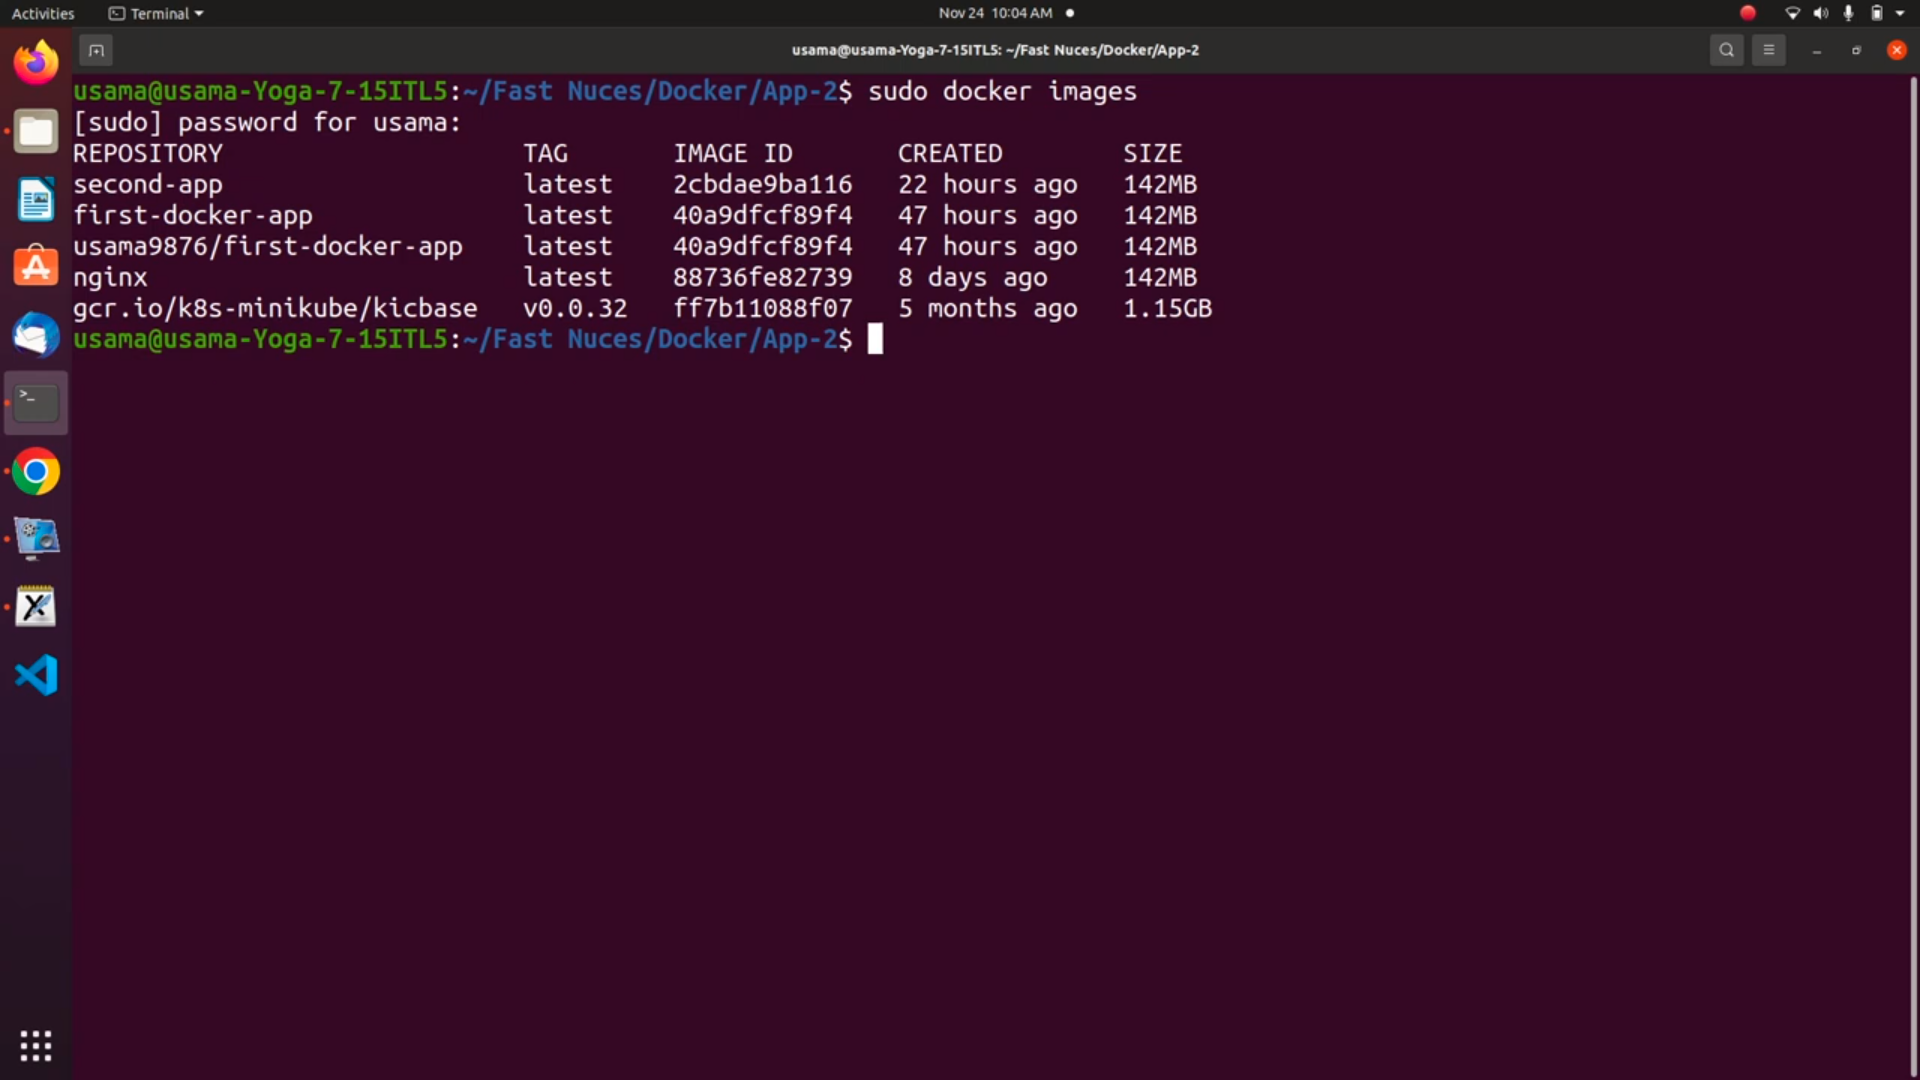 Activities Terminal Nov 24 10:04 AM
usama@usama-Yoga-7-15ITL5: ~/Fast Nuces/Docker/App-2
usama@usama-Yoga-7-15ITL5:~/Fast Nuces/Docker/App-2$ sudo docker images
[sudo] password for usama:
REPOSITORY TAG IMAGE ID CREATED SIZE
second-app latest 2cbdae9ba116 22 hours ago 142MB
first-docker-app latest 40a9dfcf89f4 47 hours ago 142MB
usama9876/first-docker-app latest 40a9dfcf89f4 47 hours ago 142MB
nginx latest 88736fe82739 8 days ago 142MB
gcr.io/k8s-minikube/kicbase v0.0.32 ff7b11088f07 5 months ago 1.15GB
usama@usama-Yoga-7-15ITL5:~/Fast Nuces/Docker/App-2$